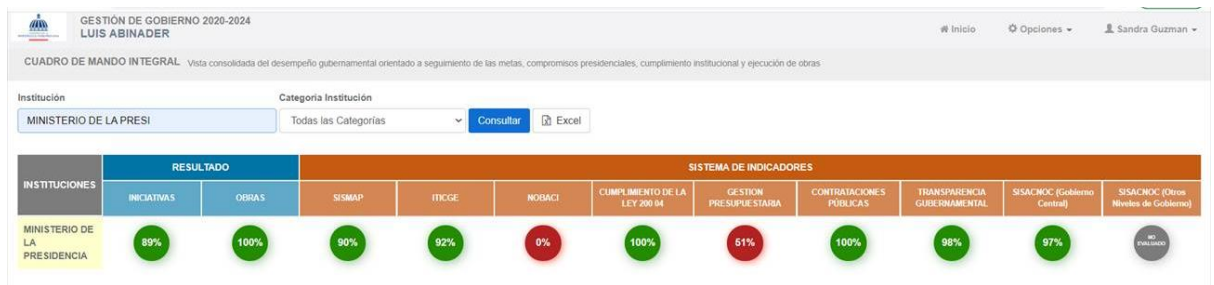 GESTIÓN DE GOBIERNO 2020-2024
LUIS ABINADER
Inicio
Opciones
Sandra Guzman
CUADRO DE MANDO INTEGRAL Vista consolidada del desempeño gubernamental orientado a seguimiento de las metas, compromisos presidenciales, cumplimiento institucional y ejecución de obras
Institución
Categoria Institución
MINISTERIO DE LA PRESI
Todas las Categorías
Consultar
Excel
INSTITUCIONES
RESULTADO
SISTEMA DE INDICADORES
INICIATIVAS
OBRAS
SISMAP
ITICGE
NOBACI
CUMPLIMIENTO DE LA
LEY 200 04
GESTION
PRESUPUESTARIA
CONTRATACIONES
PÚBLICAS
TRANSPARENCIA
GUBERNAMENTAL
SISACNOC (Gobierno
Central)
SISACNOC (Otros
Niveles de Gobierno)
MINISTERIO DE
LA
PRESIDENCIA
89%
100%
90%
92%
0%
100%
51%
100%
98%
97%
NO
EVALUADO